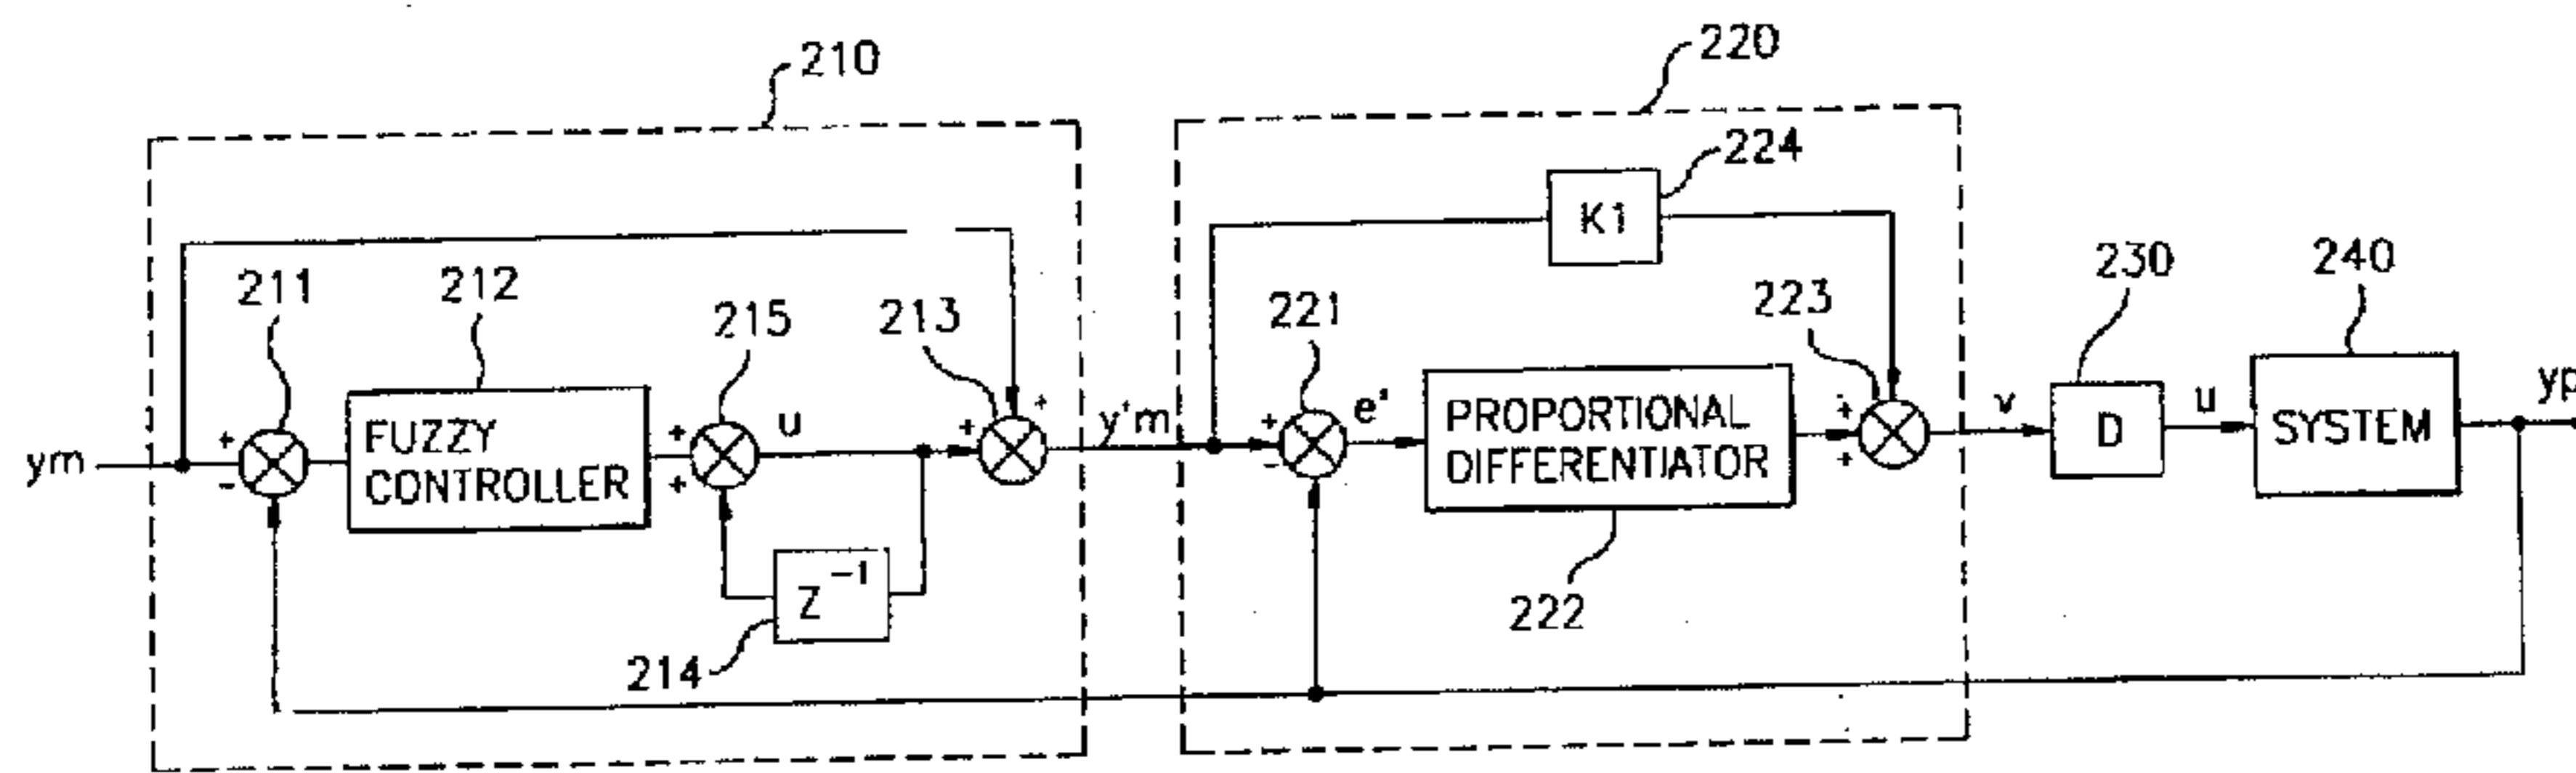 210
220
224
K1
211
212
215
213
221
223
230
240
ym
+
-
FUZZY
CONTROLLER
+
+
u
+
+
y'm
+
-
e'
PROPORTIONAL
DIFFERENTIATOR
+
+
v
D
u
SYSTEM
yp
Z⁻¹
214
222